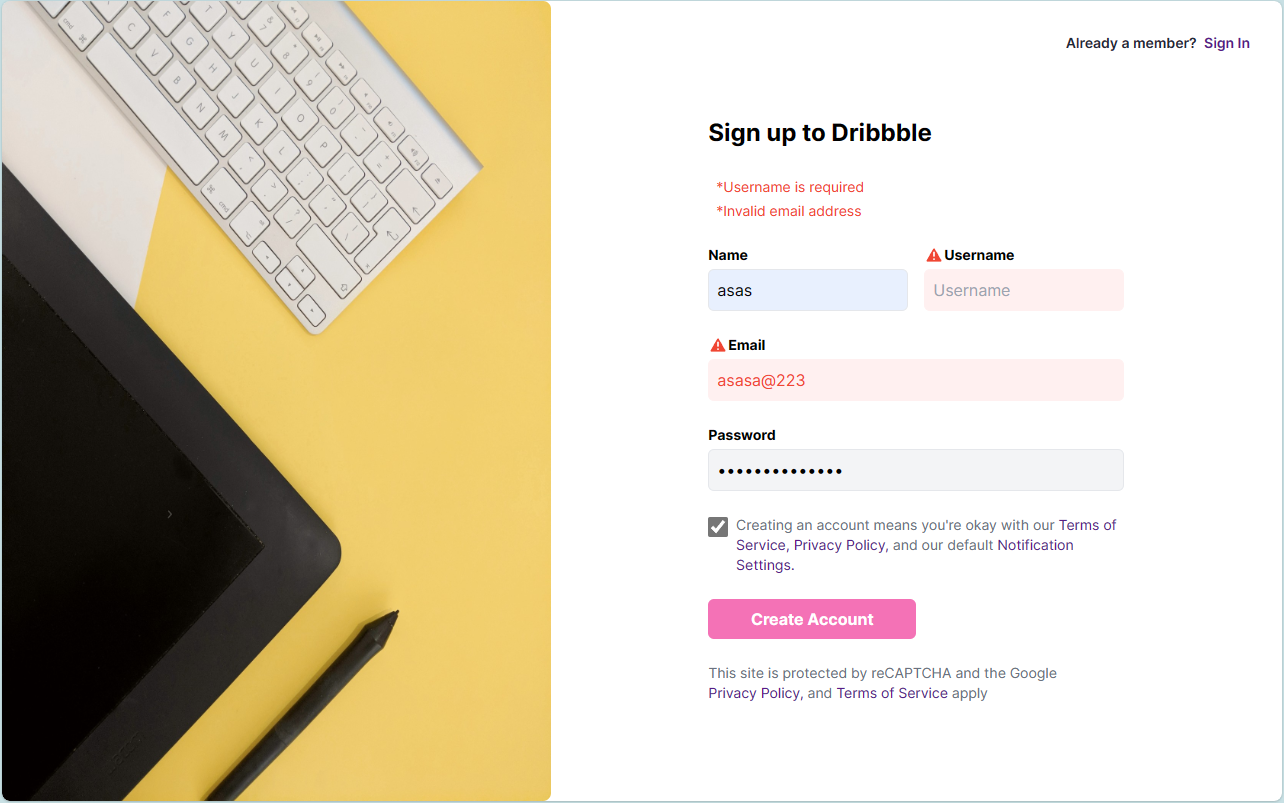 Already a member? Sign In
Sign up to Dribbble
*Username is required
*Invalid email address
Name
Username
asas
Username
Email
asasa@223
Password
••••••••••••••
Creating an account means you're okay with our Terms of
Service, Privacy Policy, and our default Notification
Settings.
Create Account
This site is protected by reCAPTCHA and the Google
Privacy Policy, and Terms of Service apply